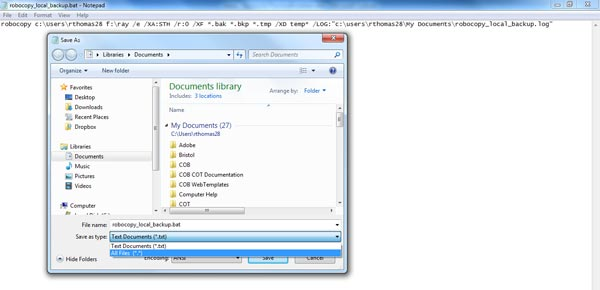 robocopy_local_backup.bat - Notepad
File Edit Format View Help
robocopy c:\users\rthomas28 f:\ray /e /XA:STH /r:0 /XF *.bak *.bkp *.tmp /XD temp* /LOG:"c:\users\rthomas28\My Documents\robocopy_local_backup.log"
Save As
Libraries Documents
Search Documents
Organize New folder
Favorites
Desktop
Downloads
Recent Places
Dropbox
Libraries
Documents
Music
Pictures
Videos
Computer
Documents library
Includes: 3 locations
Arrange by: Folder
Name
My Documents (27)
C:\Users\rthomas28
Adobe
Bristol
COB
COB COT Documentation
COB WebTemplates
Computer Help
COT
File name: robocopy_local_backup.bat
Save as type: Text Documents (*.txt)
Text Documents (*.txt)
All Files (*.*)
Hide Folders
Encoding: ANSI
Save
Cancel